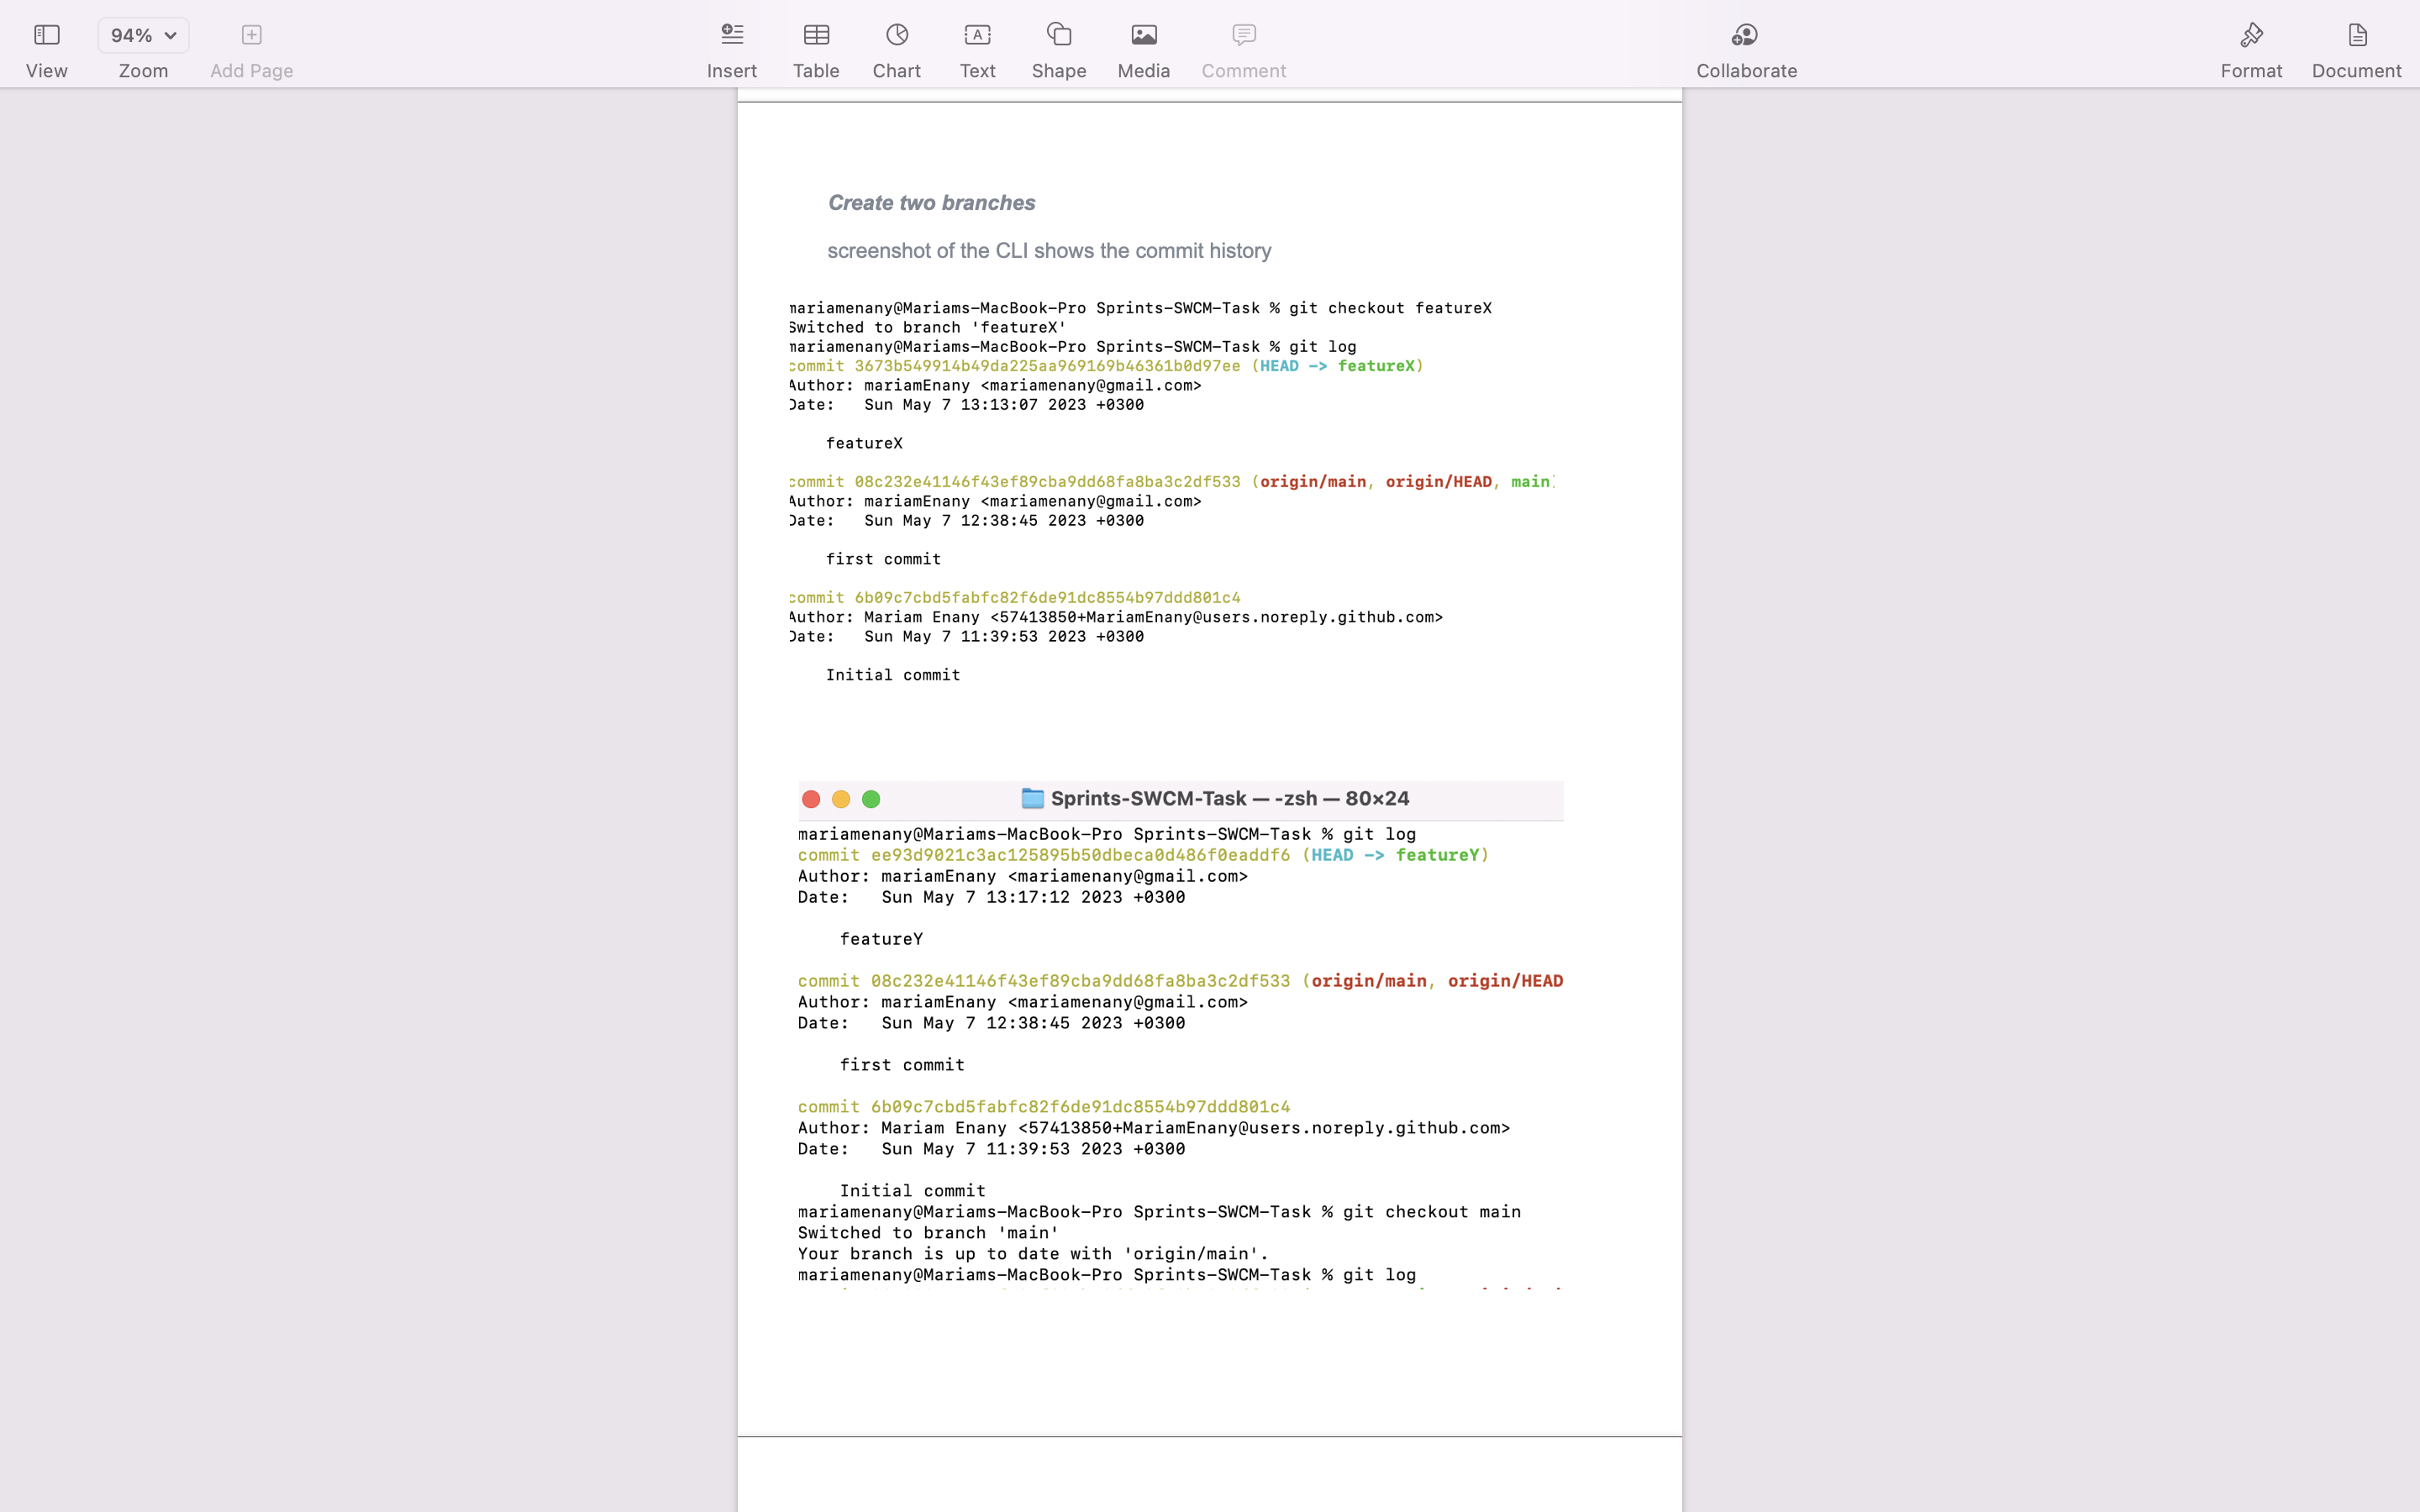 94%
View
Zoom
Add Page
Insert
Table
Chart
Text
Shape
Media
Comment
Collaborate
Format
Document
Create two branches
screenshot of the CLI shows the commit history
mariamenany@Mariams-MacBook-Pro Sprints-SWCM-Task % git checkout featureX
Switched to branch 'featureX'
mariamenany@Mariams-MacBook-Pro Sprints-SWCM-Task % git log
commit 3673b549914b49da225aa969169b46361b0d97ee (HEAD -> featureX)
Author: mariamEnany <mariamenany@gmail.com>
Date:   Sun May 7 13:13:07 2023 +0300
featureX
commit 08c232e41146f43ef89cba9dd68fa8ba3c2df533 (origin/main, origin/HEAD, main)
Author: mariamEnany <mariamenany@gmail.com>
Date:   Sun May 7 12:38:45 2023 +0300
first commit
commit 6b09c7cbd5fabfc82f6de91dc8554b97ddd801c4
Author: Mariam Enany <57413850+MariamEnany@users.noreply.github.com>
Date:   Sun May 7 11:39:53 2023 +0300
Initial commit
Sprints-SWCM-Task — -zsh — 80×24
mariamenany@Mariams-MacBook-Pro Sprints-SWCM-Task % git log
commit ee93d9021c3ac125895b50dbeca0d486f0eaddf6 (HEAD -> featureY)
Author: mariamEnany <mariamenany@gmail.com>
Date:   Sun May 7 13:17:12 2023 +0300
featureY
commit 08c232e41146f43ef89cba9dd68fa8ba3c2df533 (origin/main, origin/HEAD
Author: mariamEnany <mariamenany@gmail.com>
Date:   Sun May 7 12:38:45 2023 +0300
first commit
commit 6b09c7cbd5fabfc82f6de91dc8554b97ddd801c4
Author: Mariam Enany <57413850+MariamEnany@users.noreply.github.com>
Date:   Sun May 7 11:39:53 2023 +0300
Initial commit
mariamenany@Mariams-MacBook-Pro Sprints-SWCM-Task % git checkout main
Switched to branch 'main'
Your branch is up to date with 'origin/main'.
mariamenany@Mariams-MacBook-Pro Sprints-SWCM-Task % git log